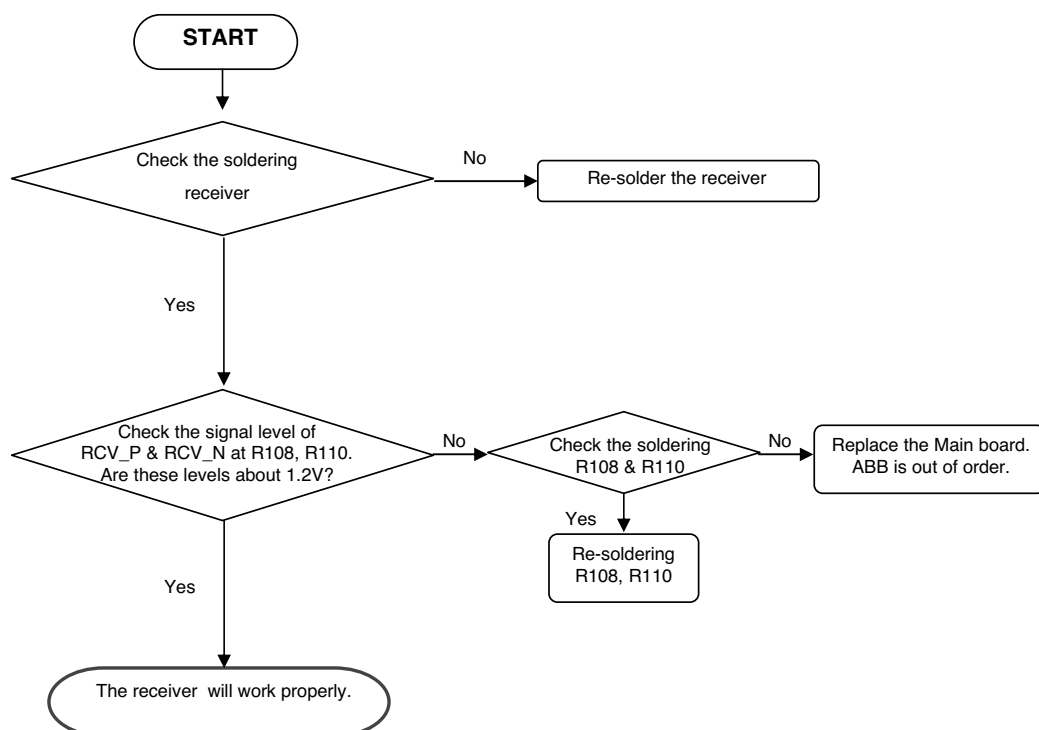 START
Check the soldering
receiver
No
Re-solder the receiver
Yes
Check the signal level of
RCV_P & RCV_N at R108, R110.
Are these levels about 1.2V?
No
Check the soldering
R108 & R110
No
Replace the Main board.
ABB is out of order.
Yes
Re-soldering
R108, R110
Yes
The receiver will work properly.